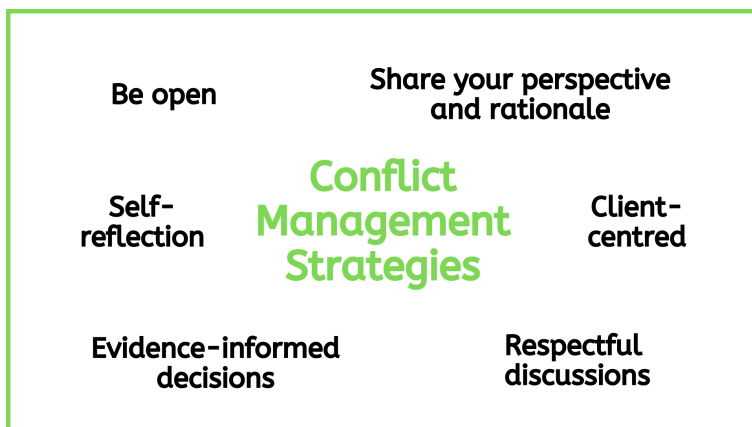 Be open
Share your perspective
and rationale
Conflict
Management
Strategies
Self-
reflection
Client-
centred
Evidence-informed
decisions
Respectful
discussions